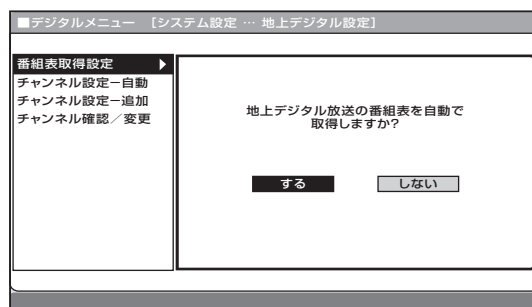 ■デジタルメニュー ［システム設定 … 地上デジタル設定］
番組表取得設定 ▶
チャンネル設定－自動
チャンネル設定－追加
チャンネル確認／変更
地上デジタル放送の番組表を自動で
取得しますか?
する しない